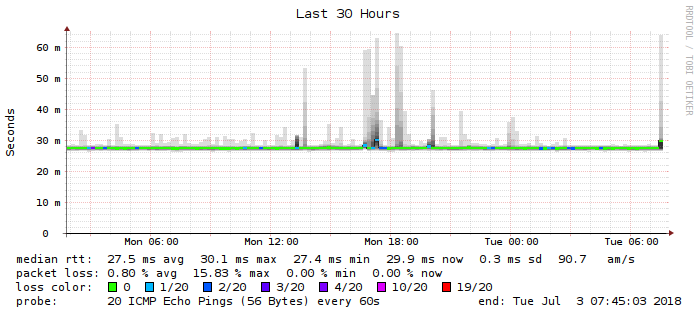 Last 30 Hours
RRDTOOL / TOBI OETIKER
Seconds
60 m
50 m
40 m
30 m
20 m
10 m
0
Mon 06:00 Mon 12:00 Mon 18:00 Tue 00:00 Tue 06:00
median rtt: 27.5 ms avg 30.1 ms max 27.4 ms min 29.9 ms now 0.3 ms sd 90.7 am/s
packet loss: 0.80 % avg 15.83 % max 0.00 % min 0.00 % now
loss color: 0 1/20 2/20 3/20 4/20 10/20 19/20
probe: 20 ICMP Echo Pings (56 Bytes) every 60s end: Tue Jul 3 07:45:03 2018